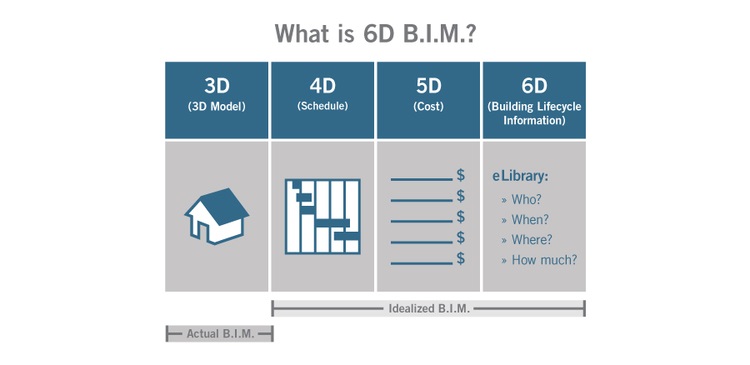 What is 6D B.I.M.?
3D
(3D Model)
4D
(Schedule)
5D
(Cost)
6D
(Building Lifecycle
Information)
$
$
$
$
$
eLibrary:
» Who?
» When?
» Where?
» How much?
Idealized B.I.M.
Actual B.I.M.